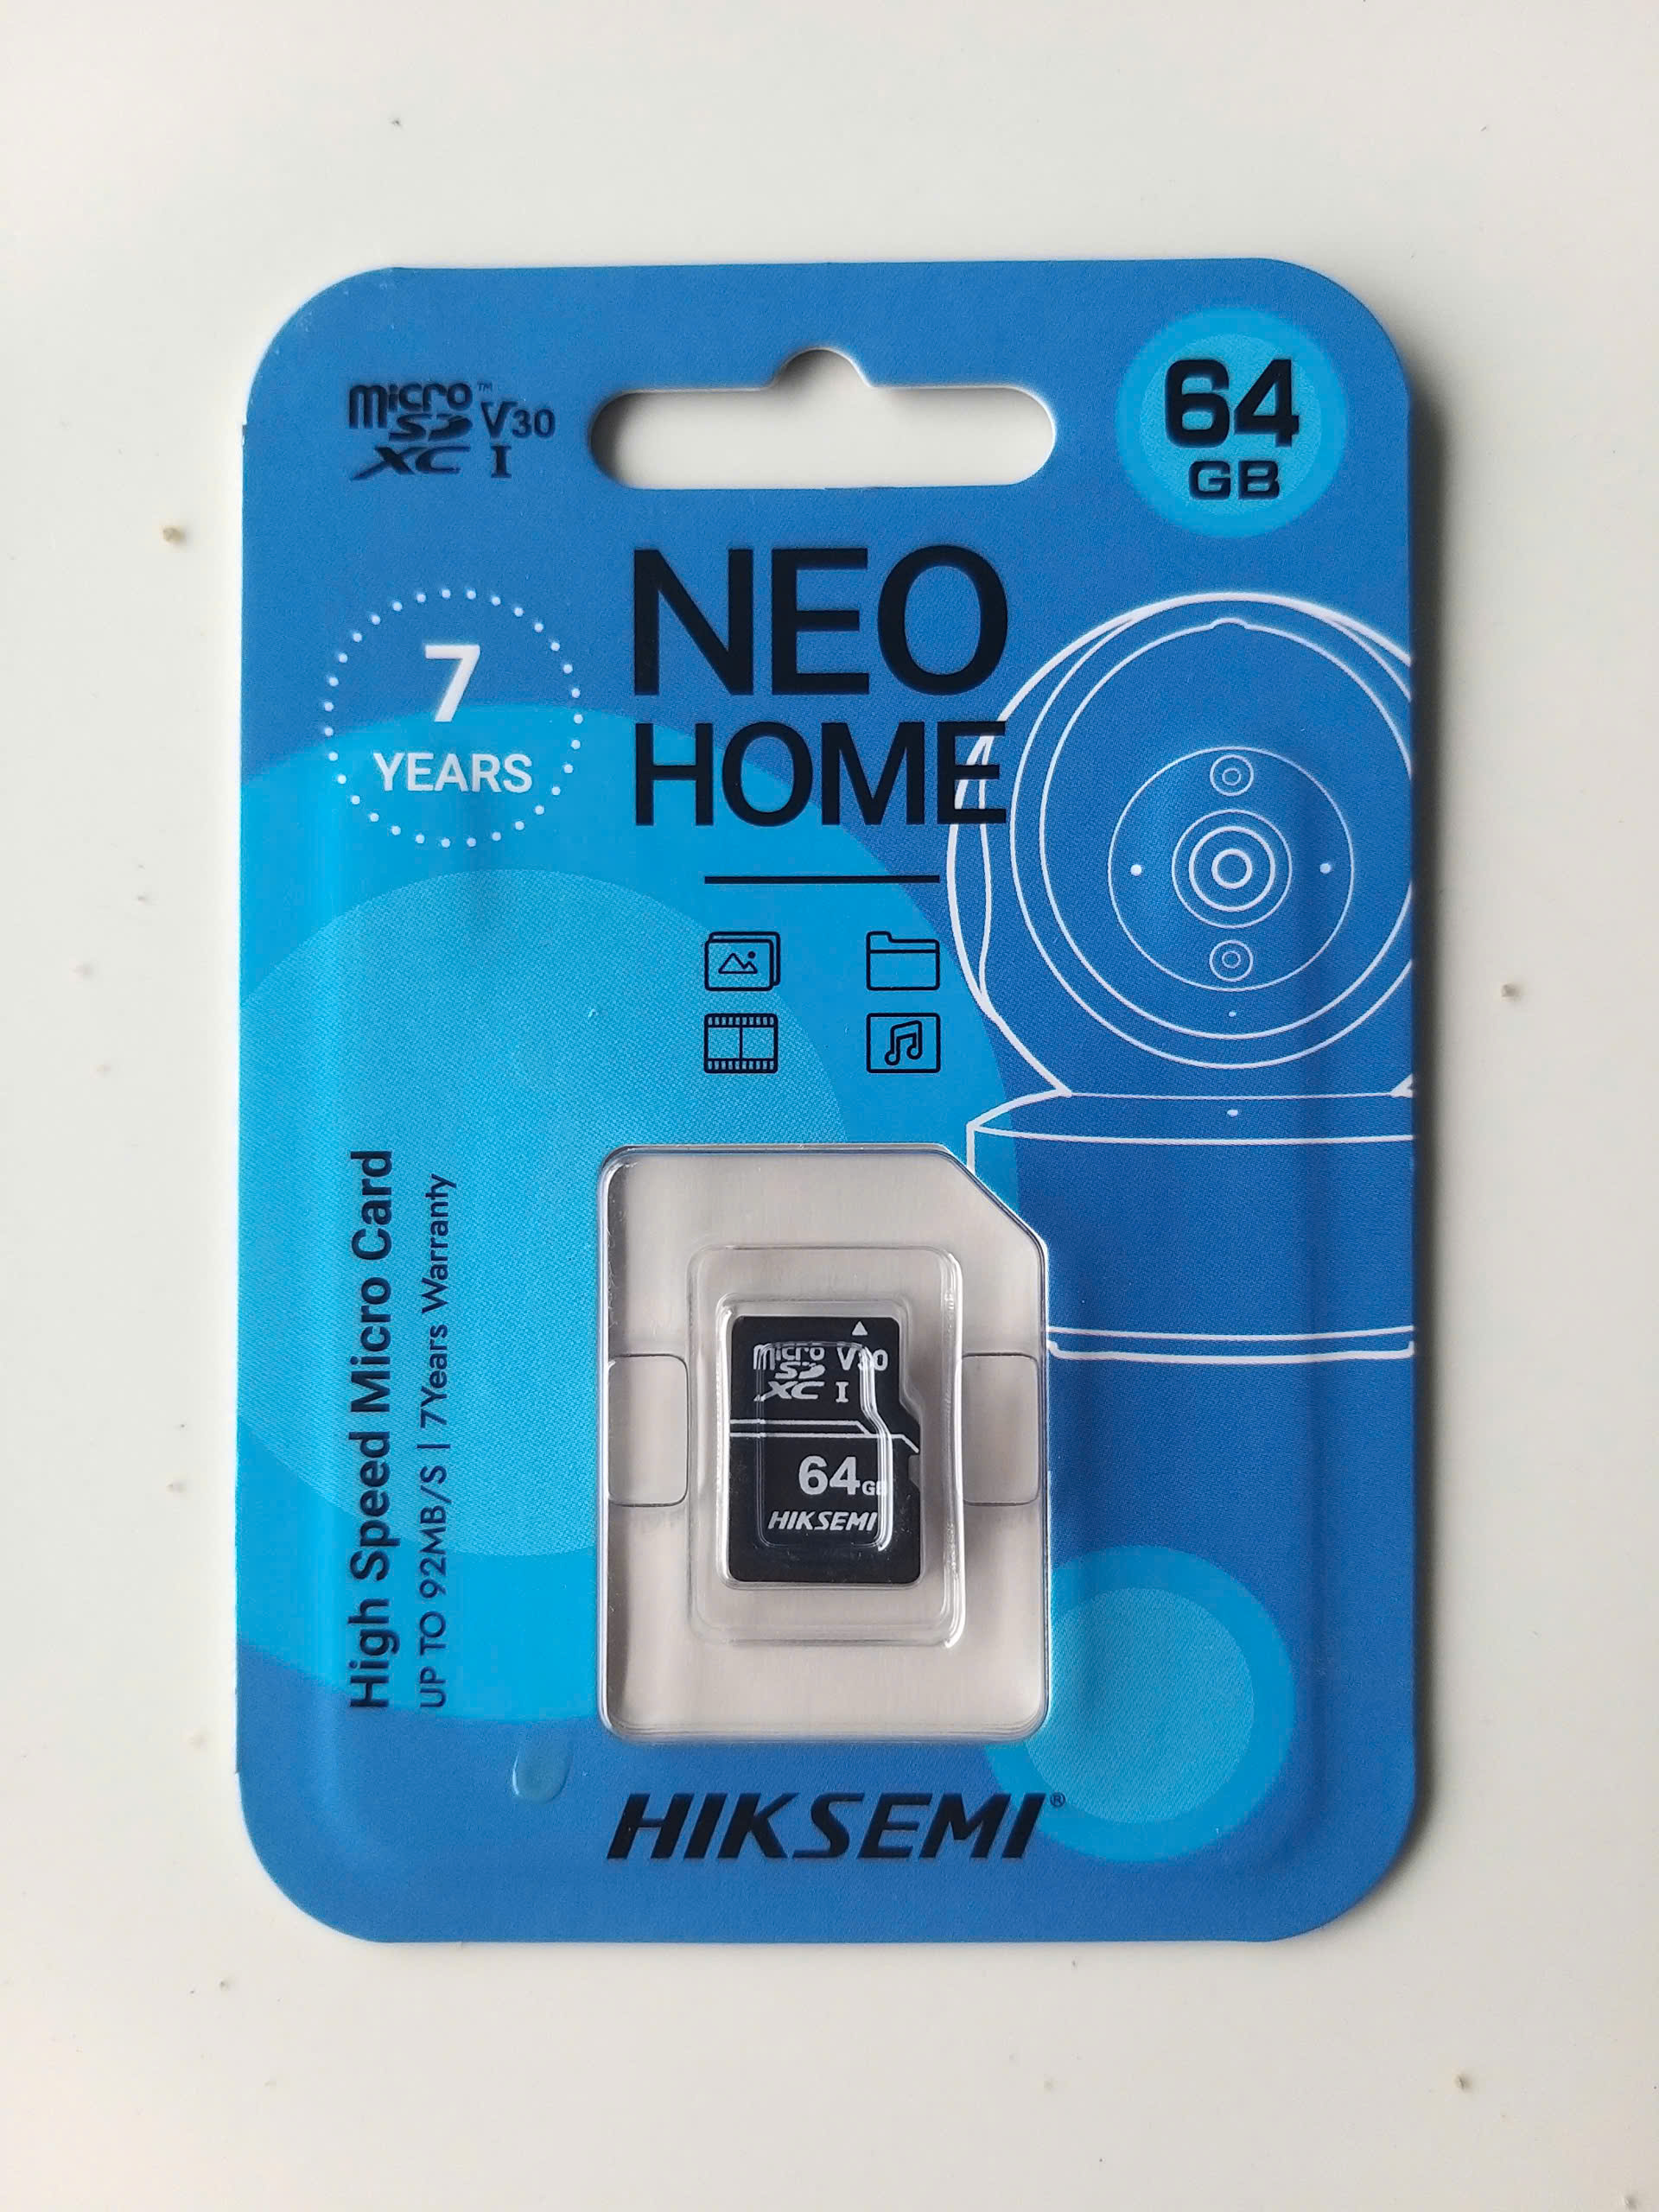 micro™
SD V30
XC I
64
GB
NEO
HOME
7
YEARS
High Speed Micro Card
UP TO 92MB/S | 7Years Warranty
micro
SD V30
XC I
64GB
HIKSEMI
HIKSEMI®